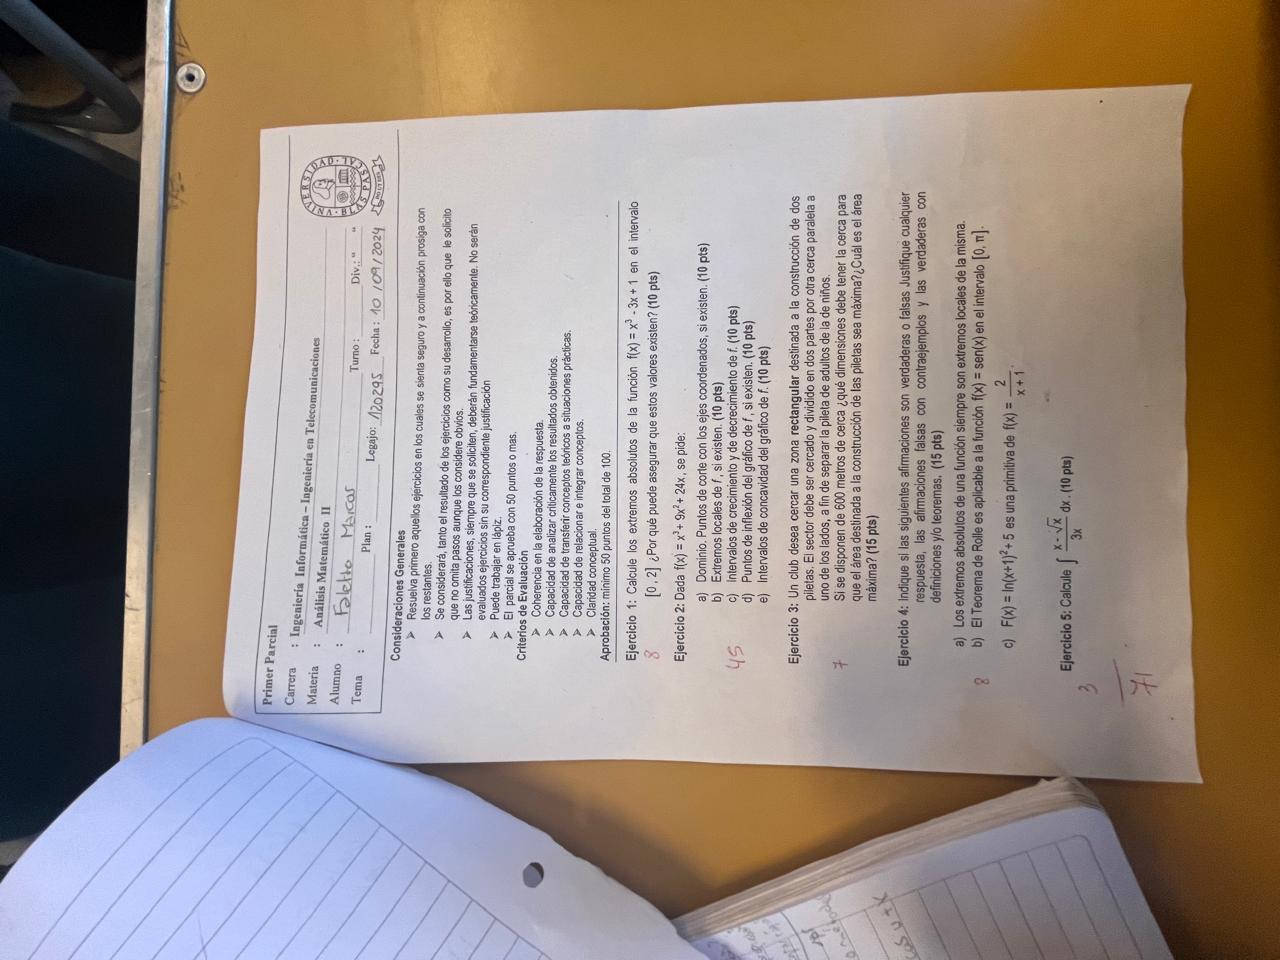 Primer Parcial
Carrera : Ingeniería Informática – Ingeniería en Telecomunicaciones
Materia : Análisis Matemático II
Alumno : Faletto Marcos Turno : Div.: “ “
Tema : Plan : Legajo: 120295 Fecha : 10 /09/2024
UNIVERSIDAD BLAS PASCAL
Consideraciones Generales
➢ Resuelva primero aquellos ejercicios en los cuales se sienta seguro y a continuación prosiga con
los restantes.
➢ Se considerará, tanto el resultado de los ejercicios como su desarrollo, es por ello que le solicito
que no omita pasos aunque los considere obvios.
➢ Las justificaciones, siempre que se soliciten, deberán fundamentarse teóricamente. No serán
evaluados ejercicios sin su correspondiente justificación
➢ Puede trabajar en lápiz.
➢ El parcial se aprueba con 50 puntos o mas.
Criterios de Evaluación
➢ Coherencia en la elaboración de la respuesta.
➢ Capacidad de analizar críticamente los resultados obtenidos.
➢ Capacidad de transferir conceptos teóricos a situaciones prácticas.
➢ Capacidad de relacionar e integrar conceptos.
➢ Claridad conceptual.
Aprobación: mínimo 50 puntos del total de 100.
Ejercicio 1: Calcule los extremos absolutos de la función f(x) = x³ - 3x + 1 en el intervalo
8 [0 , 2] ¿Por qué puede asegurar que estos valores existen? (10 pts)
Ejercicio 2: Dada f(x) = x³+ 9x²+ 24x , se pide:
a) Dominio. Puntos de corte con los ejes coordenados, si existen. (10 pts)
b) Extremos locales de f , si existen. (10 pts)
45 c) Intervalos de crecimiento y de decrecimiento de f. (10 pts)
d) Puntos de inflexión del gráfico de f , si existen. (10 pts)
e) Intervalos de concavidad del gráfico de f. (10 pts)
Ejercicio 3: Un club desea cercar una zona rectangular destinada a la construcción de dos
piletas. El sector debe ser cercado y dividido en dos partes por otra cerca paralela a
uno de los lados, a fin de separar la pileta de adultos de la de niños.
7 Si se disponen de 600 metros de cerca ¿qué dimensiones debe tener la cerca para
que el área destinada a la construcción de las piletas sea máxima?¿Cuál es el área
máxima? (15 pts)
Ejercicio 4: Indique si las siguientes afirmaciones son verdaderas o falsas Justifique cualquier
respuesta, las afirmaciones falsas con contraejemplos y las verdaderas con
definiciones y/o teoremas. (15 pts)
a) Los extremos absolutos de una función siempre son extremos locales de la misma.
8 b) El Teorema de Rolle es aplicable a la función f(x) = sen(x) en el intervalo [0, π].
c) F(x) = ln(x+1)²+ 5 es una primitiva de f(x) = 2/(x + 1).
Ejercicio 5: Calcule ∫ (x - √x)/(3x) dx . (10 pts)
3
71
cos u + K